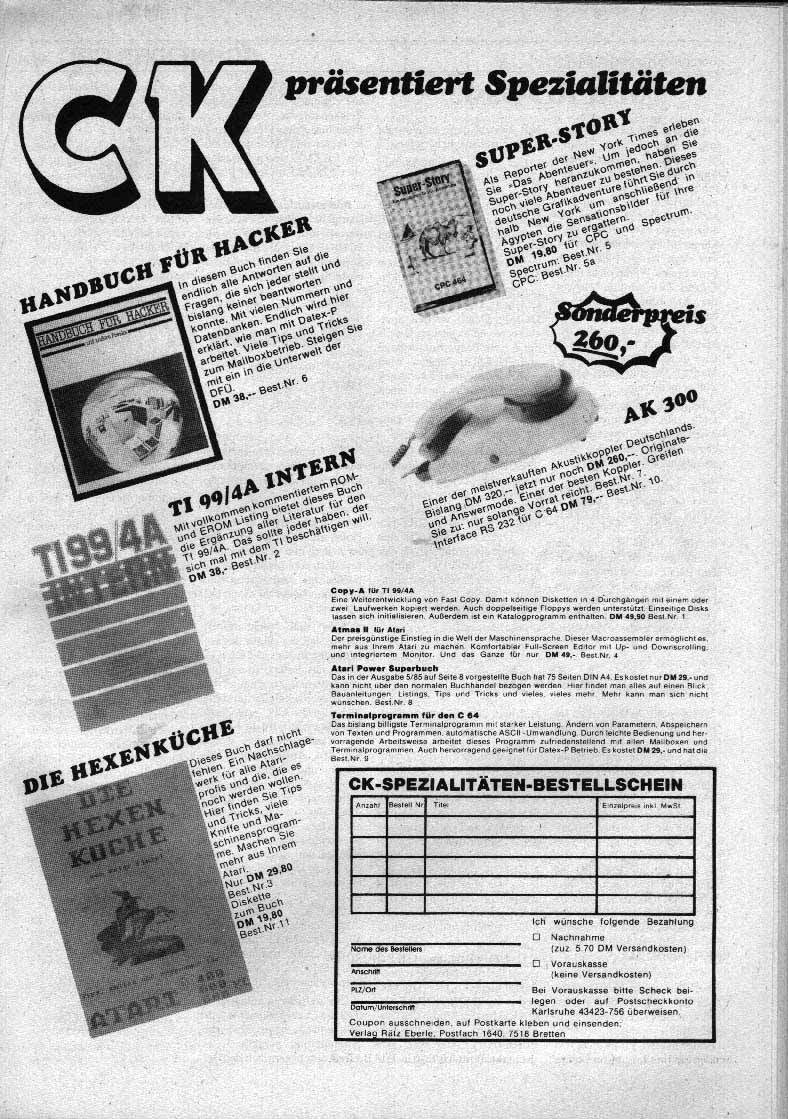 CK
präsentiert Spezialitäten
SUPER-STORY
Als Reporter der New York Times erleben
Sie »Das Abenteuer«. Um jedoch an die
Super-Story heranzukommen, haben Sie
noch viele Abenteuer zu bestehen. Dieses
deutsche Grafikadventure führt Sie durch
halb New York um anschließend in
Ägypten die Sensationsbilder für Ihre
Super-Story zu ergattern.
DM 19,80 für CPC und Spectrum.
Spectrum: Best.Nr. 5
CPC: Best.Nr. 5a
Super-Story
CPC 464
HANDBUCH FÜR HACKER
In diesem Buch finden Sie
endlich alle Antworten auf die
Fragen, die sich jeder stellt und
bislang keiner beantworten
konnte. Mit vielen Nummern und
Datenbanken. Endlich wird hier
erklärt, wie man mit Datex-P
arbeitet. Viele Tips und Tricks
zum Mailboxbetrieb. Steigen Sie
mit ein in die Unterwelt der
DFÜ.
DM 38,-- Best.Nr. 6
HANDBUCH FÜR HACKER
Sonderpreis
260,-
AK 300
Einer der meistverkauften Akustikkoppler Deutschlands.
Bislang DM 320.-- jetzt nur noch DM 260,--. Originate-
und Answermode. Einer der besten Koppler. Greifen
Sie zu: nur solange Vorrat reicht. Best.Nr. 7.
Interface RS 232 für C 64 DM 79,-- Best.Nr. 10.
TI 99/4A INTERN
Mit vollkommen kommentiertem ROM-
und EROM Listing bietet dieses Buch
die Ergänzung aller Literatur für den
TI 99/4A. Das sollte jeder haben, der
sich mal mit dem TI beschäftigen will.
DM 38,- Best.Nr. 2
TI 99/4A
INTERN
Copy-A für TI 99/4A
Eine Weiterentwicklung von Fast Copy. Damit können Disketten in 4 Durchgängen mit einem oder
zwei Laufwerken kopiert werden. Auch doppelseitige Floppys werden unterstützt. Einseitige Disks
lassen sich initialisieren. Außerdem ist ein Katalogprogramm enthalten. DM 49,90 Best.Nr. 1
Atmas II für Atari
Der preisgünstige Einstieg in die Welt der Maschinensprache. Dieser Macroassembler ermöglicht es,
mehr aus Ihrem Atari zu machen. Komfortabler Full-Screen Editor mit Up- und Downscrolling,
und integriertem Monitor. Und das Ganze für nur DM 49,- Best.Nr. 4
Atari Power Superbuch
Das in der Ausgabe 5/85 auf Seite 8 vorgestellte Buch hat 75 Seiten DIN A4. Es kostet nur DM 29,- und
kann nicht über den normalen Buchhandel bezogen werden. Hier findet man alles auf einen Blick.
Bauanleitungen, Listings, Tips und Tricks und vieles, vieles mehr. Mehr kann man sich nicht
wünschen. Best.Nr. 8
Terminalprogramm für den C 64
Das bislang billigste Terminalprogramm mit starker Leistung. Ändern von Parametern, Abspeichern
von Texten und Programmen, automatische ASCII-Umwandlung. Durch leichte Bedienung und her-
vorragende Arbeitsweise arbeitet dieses Programm zufriedenstellend mit allen Mailboxen und
Terminalprogrammen. Auch hervorragend geeignet für Datex-P Betrieb. Es kostet DM 29,- und hat die
Best.Nr. 9
DIE HEXENKÜCHE
Dieses Buch darf nicht
fehlen. Ein Nachschlage-
werk für alle Atari-
profis und die, die es
noch werden wollen.
Hier finden Sie Tips
und Tricks, viele
Kniffe und Ma-
schinenprogram-
me. Machen Sie
mehr aus Ihrem
Atari.
Nur DM 29,80
Best.Nr.3
Diskette
zum Buch
DM 19,80
Best.Nr.11
DIE
HEXEN
KÜCHE
ATARI
CK-SPEZIALITÄTEN-BESTELLSCHEIN
Anzahl Bestell Nr. Titel Einzelpreis inkl. MwSt.
Ich wünsche folgende Bezahlung
☐ Nachnahme
(zuz. 5.70 DM Versandkosten)
☐ Vorauskasse
(keine Versandkosten)
Bei Vorauskasse bitte Scheck bei-
legen oder auf Postscheckkonto
Karlsruhe 43423-756 überweisen.
Name des Bestellers
Anschrift
PLZ/Ort
Datum/Unterschrift
Coupon ausschneiden, auf Postkarte kleben und einsenden:
Verlag Rätz Eberle, Postfach 1640, 7518 Bretten